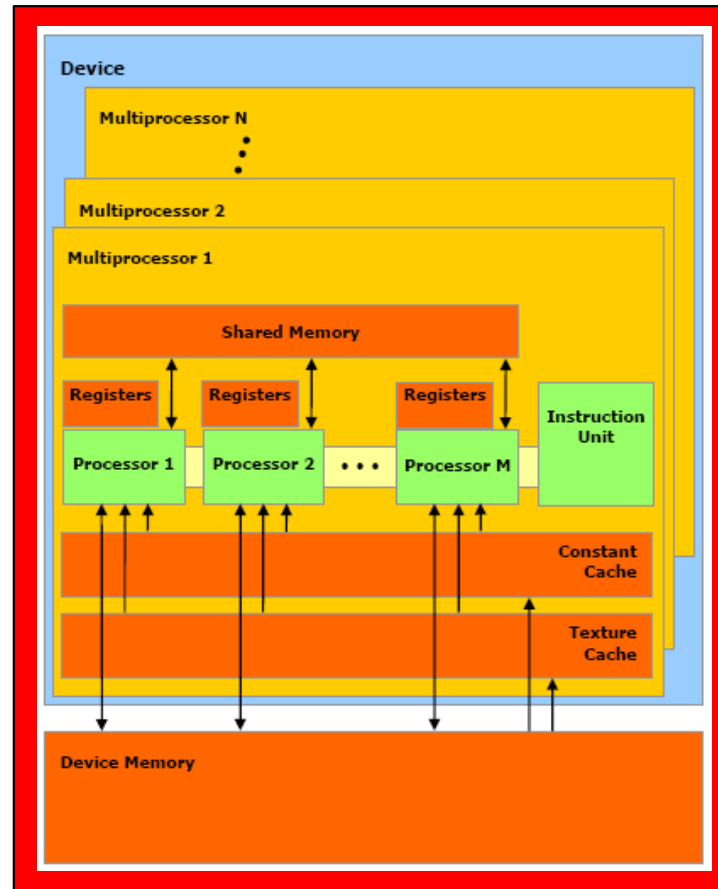 Device
Multiprocessor N
Multiprocessor 2
Multiprocessor 1
Shared Memory
Registers
Registers
Registers
Instruction
Unit
Processor 1
Processor 2
• • •
Processor M
Constant
Cache
Texture
Cache
Device Memory